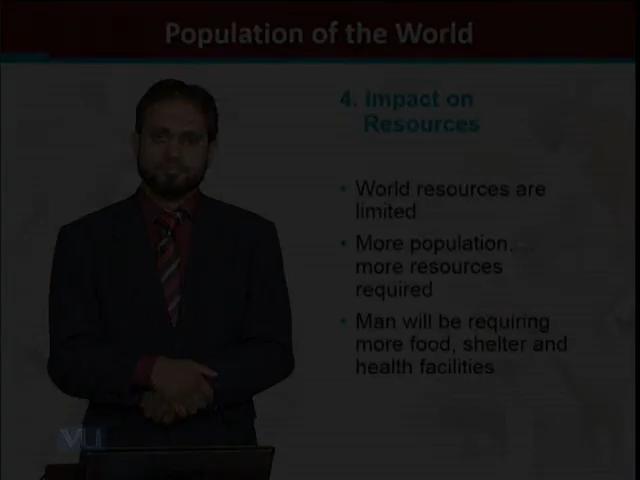 Population of the World
4. Impact on
Resources
• World resources are
limited
• More population....
more resources
required
• Man will be requiring
more food, shelter and
health facilities
VU